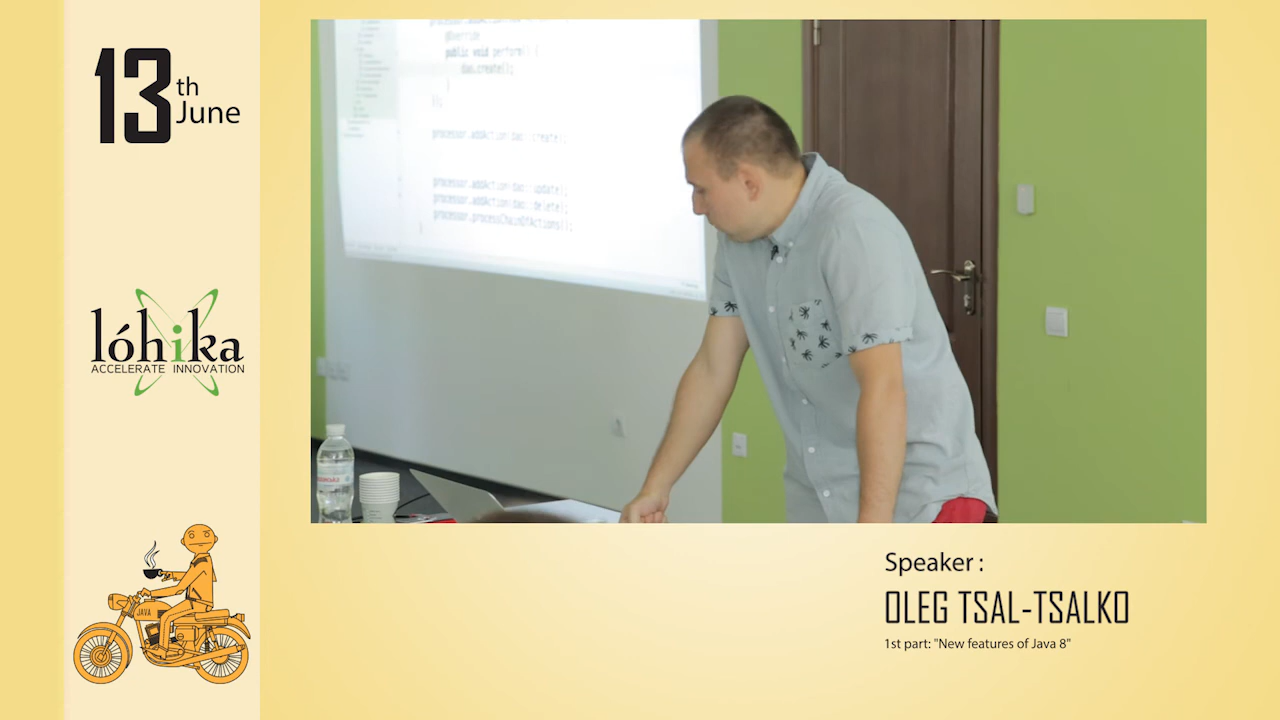 13
th
June
lóhika
ACCELERATE INNOVATION
JAVA
@Override
public void perform() {
dao.create();
}
});
processor.addAction(dao::create);
processor.addAction(dao::update);
processor.addAction(dao::delete);
processor.processChainOfActions();
}
Speaker :
OLEG TSAL-TSALKO
1st part: "New features of Java 8"